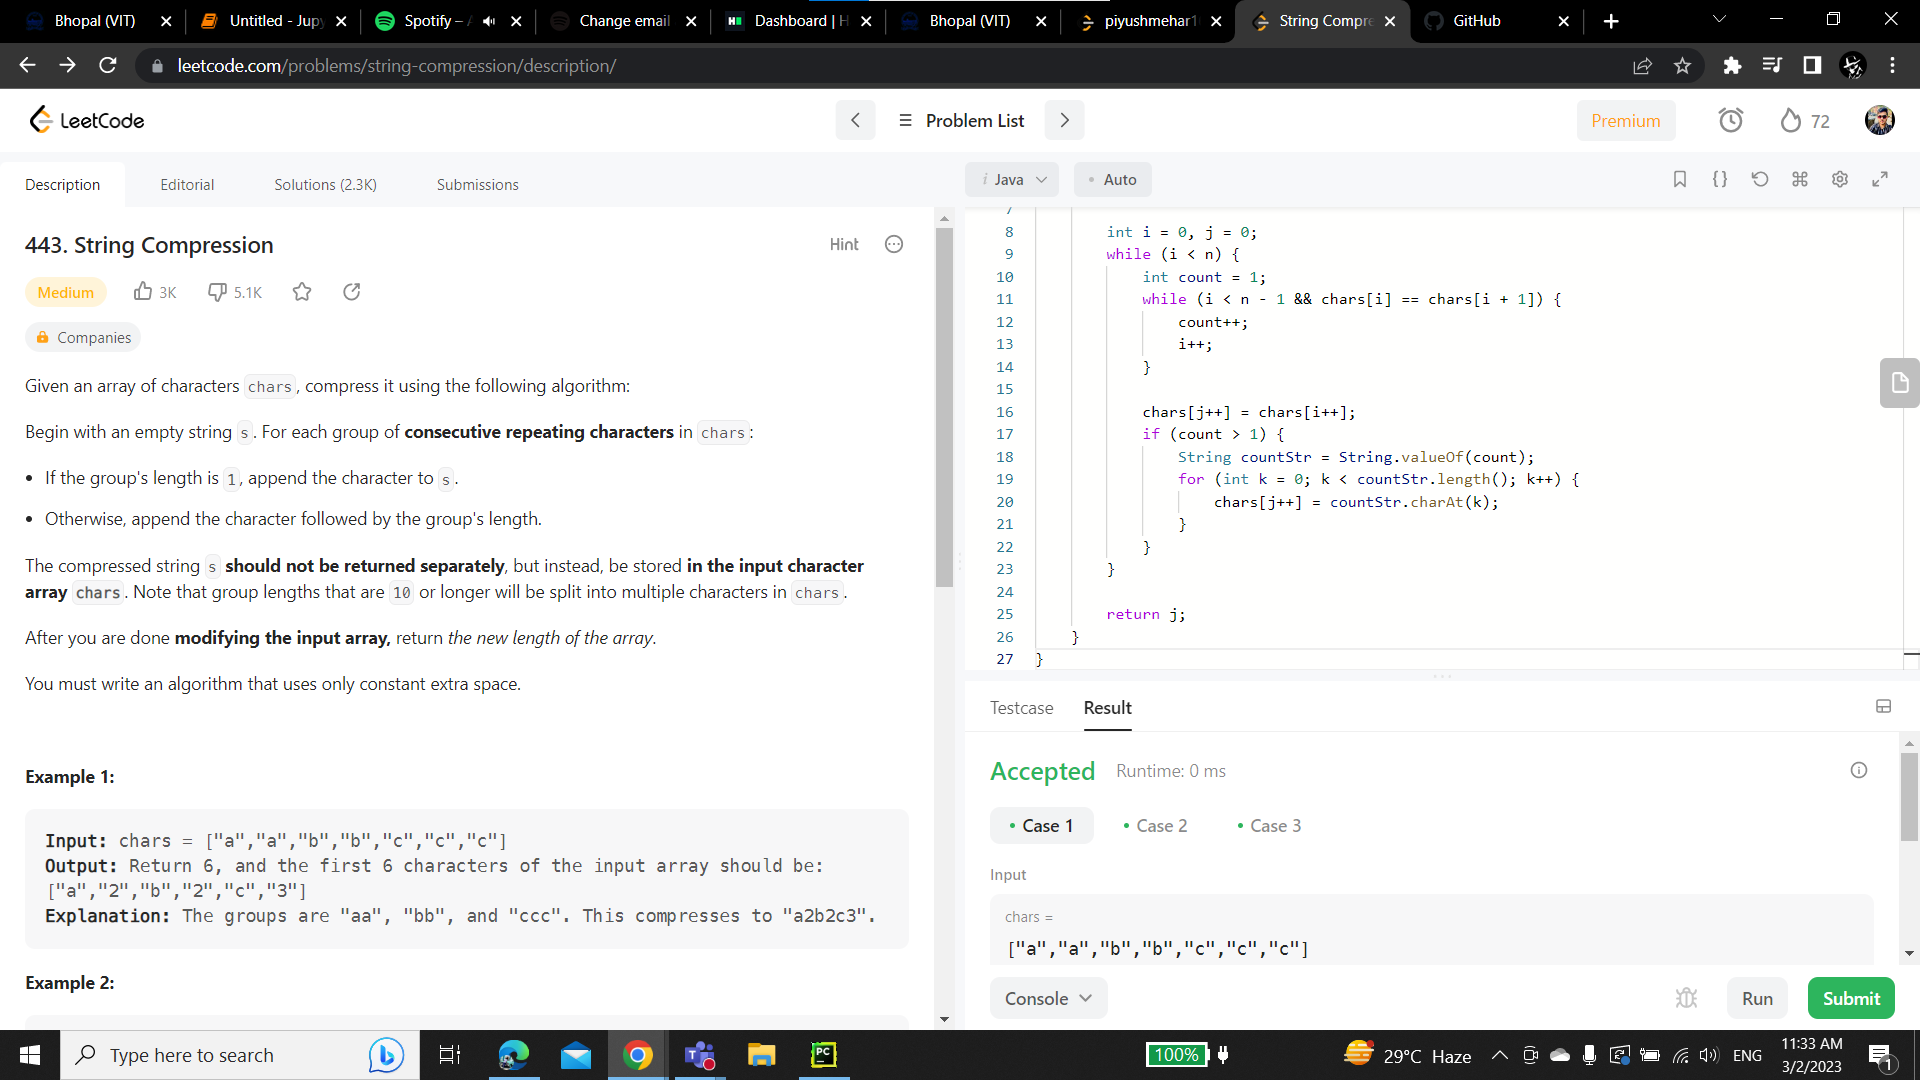 Bhopal (VIT)
Untitled - Jupy
Spotify – A
Change email
Dashboard | H
Bhopal (VIT)
piyushmehar1
String Compre
GitHub
leetcode.com/problems/string-compression/description/
LeetCode
Problem List
Premium
72
Description
Editorial
Solutions (2.3K)
Submissions
443. String Compression
Hint
Medium
3K
5.1K
Companies
Given an array of characters chars, compress it using the following algorithm:
Begin with an empty string s. For each group of consecutive repeating characters in chars:
• If the group's length is 1, append the character to s.
• Otherwise, append the character followed by the group's length.
The compressed string s should not be returned separately, but instead, be stored in the input character
array chars. Note that group lengths that are 10 or longer will be split into multiple characters in chars.
After you are done modifying the input array, return the new length of the array.
You must write an algorithm that uses only constant extra space.
Example 1:
Input: chars = ["a","a","b","b","c","c","c"]
Output: Return 6, and the first 6 characters of the input array should be:
["a","2","b","2","c","3"]
Explanation: The groups are "aa", "bb", and "ccc". This compresses to "a2b2c3".
Example 2:
i Java
• Auto
{}
7
8 int i = 0, j = 0;
9 while (i < n) {
10 int count = 1;
11 while (i < n - 1 && chars[i] == chars[i + 1]) {
12 count++;
13 i++;
14 }
15
16 chars[j++] = chars[i++];
17 if (count > 1) {
18 String countStr = String.valueOf(count);
19 for (int k = 0; k < countStr.length(); k++) {
20 chars[j++] = countStr.charAt(k);
21 }
22 }
23 }
24
25 return j;
26 }
27 }
Testcase
Result
Accepted
Runtime: 0 ms
• Case 1
• Case 2
• Case 3
Input
chars =
["a","a","b","b","c","c","c"]
Console
Run
Submit
Type here to search
PC
100%
29°C Haze
ENG
11:33 AM
3/2/2023
1